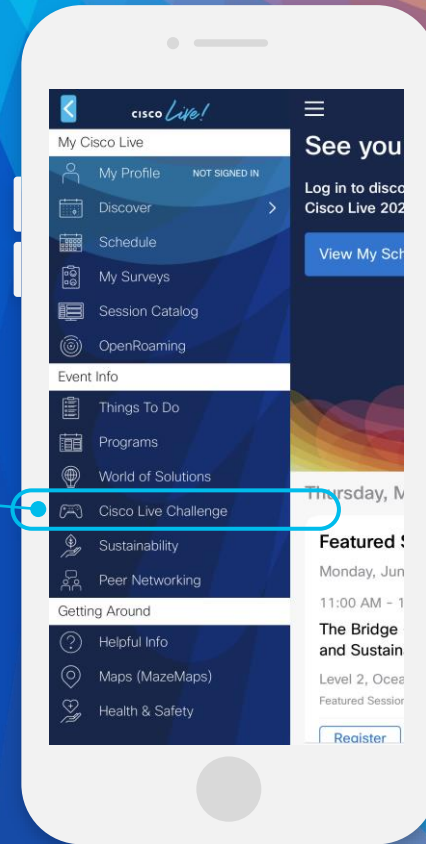 CISCO Live!
My Cisco Live
My Profile NOT SIGNED IN
Discover
Schedule
My Surveys
Session Catalog
OpenRoaming
Event Info
Things To Do
Programs
World of Solutions
Cisco Live Challenge
Sustainability
Peer Networking
Getting Around
Helpful Info
Maps (MazeMaps)
Health & Safety
See you
Log in to disco
Cisco Live 202
View My Sch
Thursday, M
Featured S
Monday, Jun
11:00 AM - 1
The Bridge
and Sustain
Level 2, Ocea
Featured Session
Register